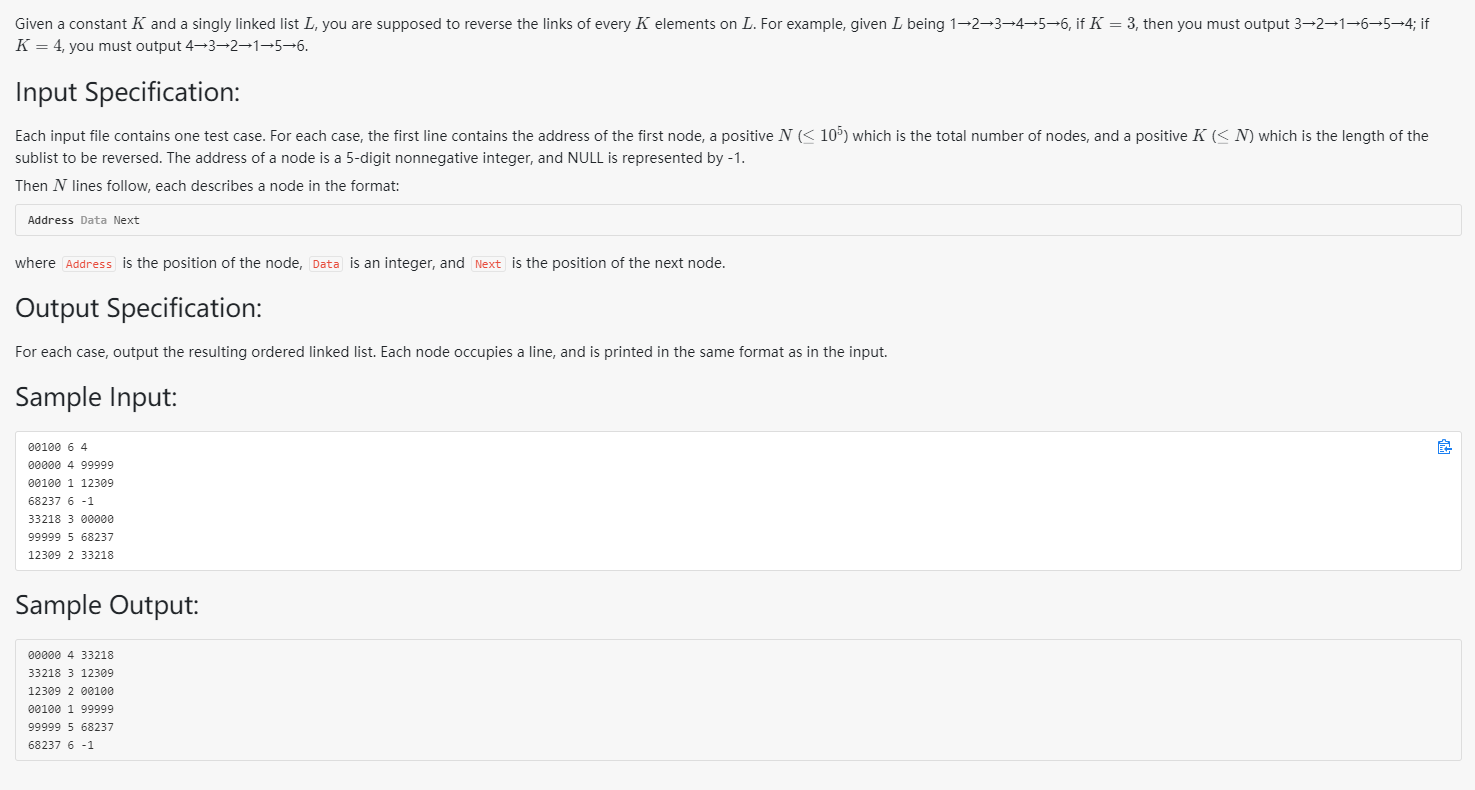 Given a constant K and a singly linked list L, you are supposed to reverse the links of every K elements on L. For example, given L being 1→2→3→4→5→6, if K = 3, then you must output 3→2→1→6→5→4; if
K = 4, you must output 4→3→2→1→5→6.
Input Specification:
Each input file contains one test case. For each case, the first line contains the address of the first node, a positive N (≤ 10⁵) which is the total number of nodes, and a positive K (≤ N) which is the length of the
sublist to be reversed. The address of a node is a 5-digit nonnegative integer, and NULL is represented by -1.
Then N lines follow, each describes a node in the format:
Address Data Next
where Address is the position of the node, Data is an integer, and Next is the position of the next node.
Output Specification:
For each case, output the resulting ordered linked list. Each node occupies a line, and is printed in the same format as in the input.
Sample Input:
00100 6 4
00000 4 99999
00100 1 12309
68237 6 -1
33218 3 00000
99999 5 68237
12309 2 33218
Sample Output:
00000 4 33218
33218 3 12309
12309 2 00100
00100 1 99999
99999 5 68237
68237 6 -1